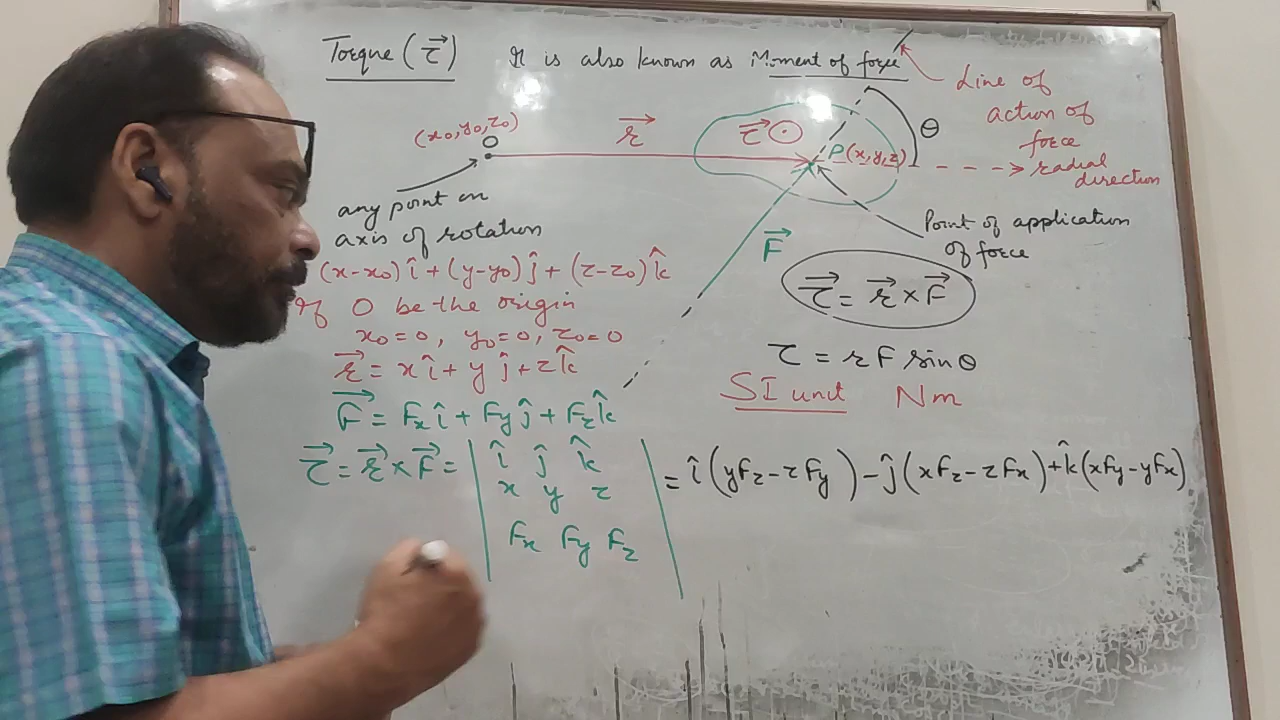 Torque (τ⃗) It is also known as Moment of force
Line of
action of
force
(x₀,y₀,z₀)
O
r⃗
τ⃗ ⊙
P(x,y,z)
θ
radial
direction
any point on
axis of rotation
Point of application
of force
F⃗
(x-x₀)î+(y-y₀)ĵ+(z-z₀)k̂
If O be the origin
x₀=0, y₀=0, z₀=0
r⃗ = xî+yĵ+zk̂
τ⃗ = r⃗ × F⃗
τ = r F sinθ
SI unit Nm
F⃗ = Fxî+Fyĵ+Fzk̂
τ⃗ = r⃗ × F⃗ = | î ĵ k̂ | = î(yFz-zFy)-ĵ(xFz-zFx)+k̂(xFy-yFx)
x y z
Fx Fy Fz